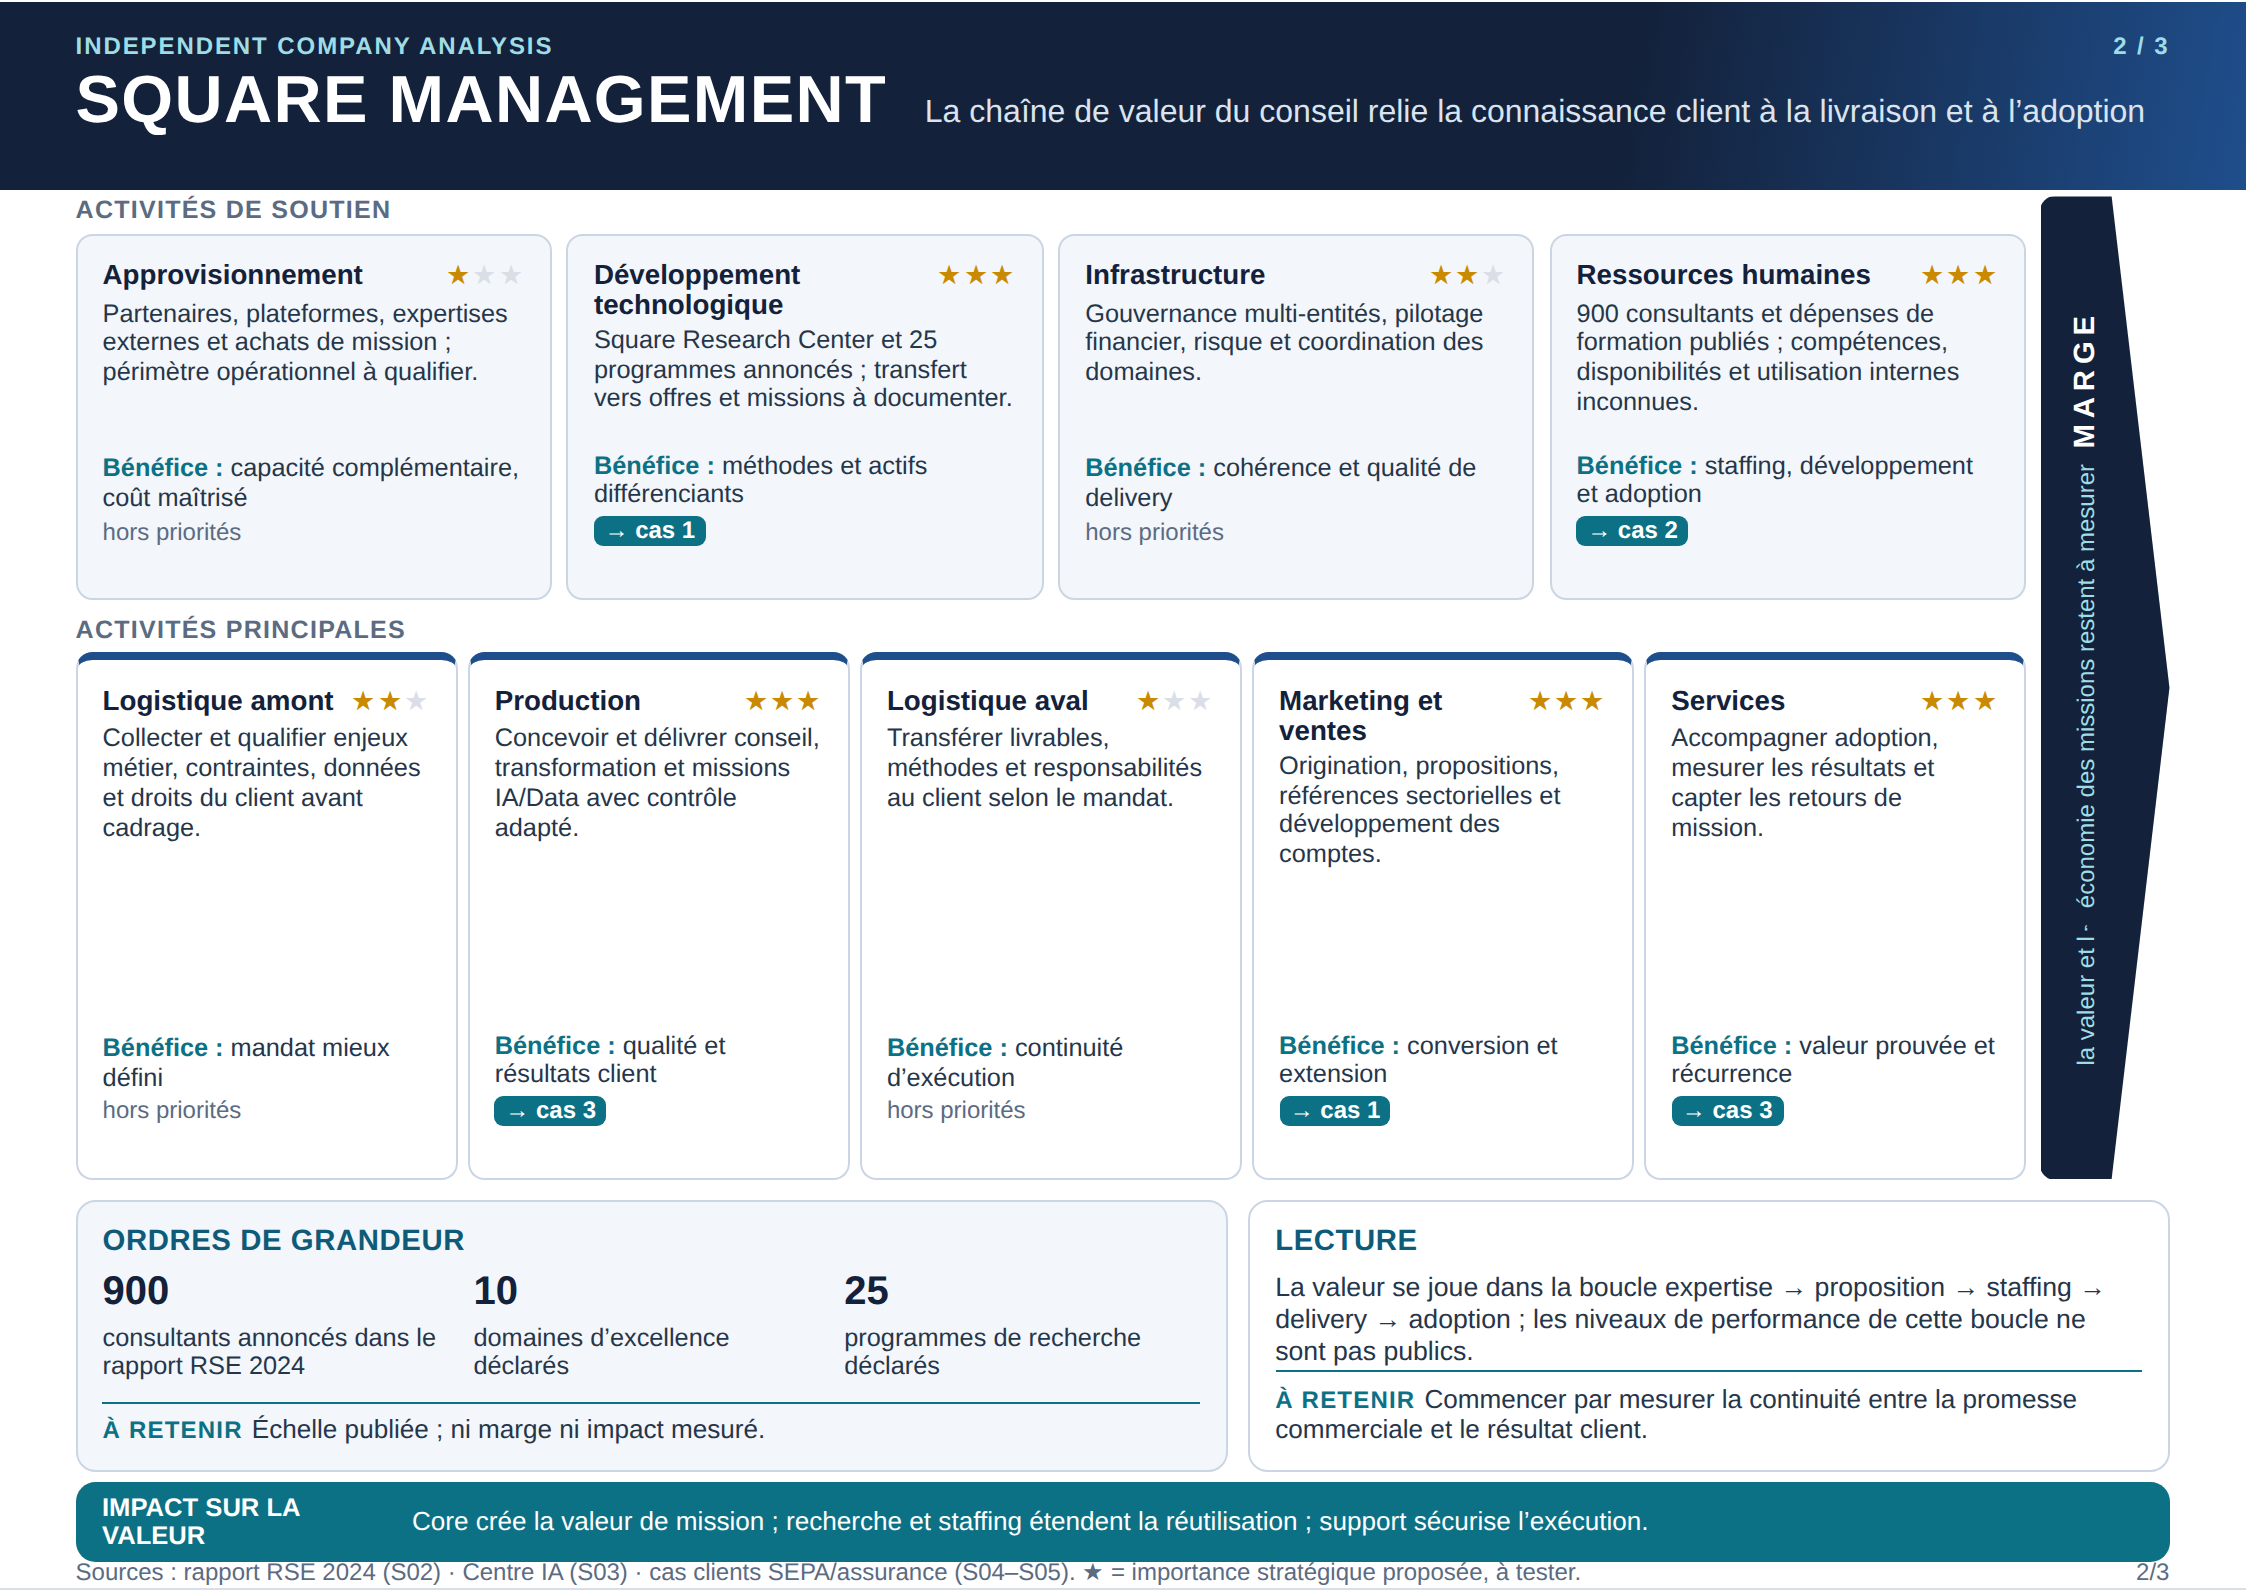 INDEPENDENT COMPANY ANALYSIS
2 / 3
SQUARE MANAGEMENT
La chaîne de valeur du conseil relie la connaissance client à la livraison et à l’adoption
ACTIVITÉS DE SOUTIEN
Approvisionnement ★★★
Partenaires, plateformes, expertises
externes et achats de mission ;
périmètre opérationnel à qualifier.
Bénéfice : capacité complémentaire,
coût maîtrisé
hors priorités
Développement ★★★
technologique
Square Research Center et 25
programmes annoncés ; transfert
vers offres et missions à documenter.
Bénéfice : méthodes et actifs
différenciants
→ cas 1
Infrastructure ★★★
Gouvernance multi-entités, pilotage
financier, risque et coordination des
domaines.
Bénéfice : cohérence et qualité de
delivery
hors priorités
Ressources humaines ★★★
900 consultants et dépenses de
formation publiés ; compétences,
disponibilités et utilisation internes
inconnues.
Bénéfice : staffing, développement
et adoption
→ cas 2
MARGE
économie des missions restent à mesurer
la valeur et l
ACTIVITÉS PRINCIPALES
Logistique amont ★★★
Collecter et qualifier enjeux
métier, contraintes, données
et droits du client avant
cadrage.
Bénéfice : mandat mieux
défini
hors priorités
Production ★★★
Concevoir et délivrer conseil,
transformation et missions
IA/Data avec contrôle
adapté.
Bénéfice : qualité et
résultats client
→ cas 3
Logistique aval ★★★
Transférer livrables,
méthodes et responsabilités
au client selon le mandat.
Bénéfice : continuité
d’exécution
hors priorités
Marketing et ★★★
ventes
Origination, propositions,
références sectorielles et
développement des
comptes.
Bénéfice : conversion et
extension
→ cas 1
Services ★★★
Accompagner adoption,
mesurer les résultats et
capter les retours de
mission.
Bénéfice : valeur prouvée et
récurrence
→ cas 3
ORDRES DE GRANDEUR
900
consultants annoncés dans le
rapport RSE 2024
10
domaines d’excellence
déclarés
25
programmes de recherche
déclarés
À RETENIR Échelle publiée ; ni marge ni impact mesuré.
LECTURE
La valeur se joue dans la boucle expertise → proposition → staffing →
delivery → adoption ; les niveaux de performance de cette boucle ne
sont pas publics.
À RETENIR Commencer par mesurer la continuité entre la promesse
commerciale et le résultat client.
IMPACT SUR LA
VALEUR
Core crée la valeur de mission ; recherche et staffing étendent la réutilisation ; support sécurise l’exécution.
Sources : rapport RSE 2024 (S02) · Centre IA (S03) · cas clients SEPA/assurance (S04–S05). ★ = importance stratégique proposée, à tester.
2/3